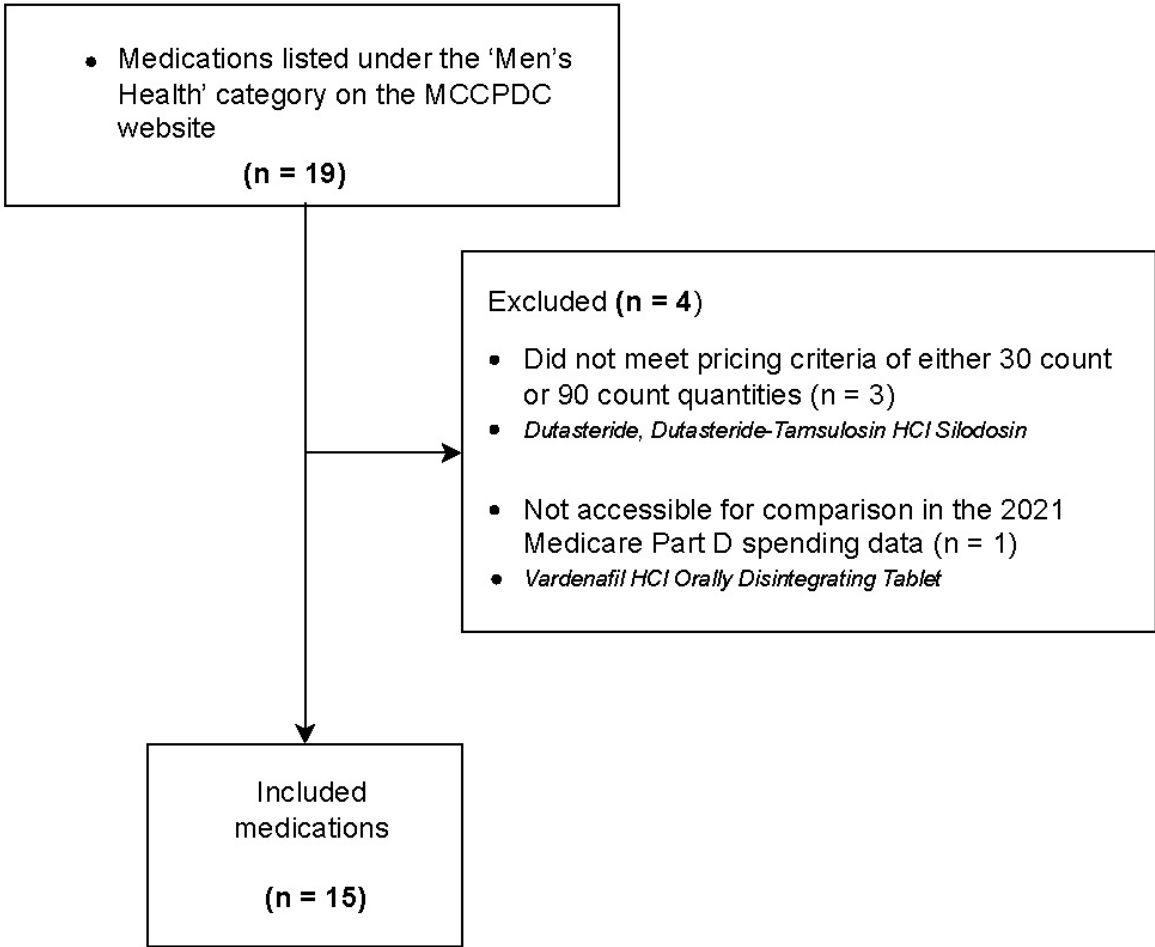 • Medications listed under the ‘Men’s
Health’ category on the MCCPDC
website
(n = 19)
Excluded (n = 4)
• Did not meet pricing criteria of either 30 count
or 90 count quantities (n = 3)
• Dutasteride, Dutasteride-Tamsulosin HCl Silodosin
• Not accessible for comparison in the 2021
Medicare Part D spending data (n = 1)
• Vardenafil HCl Orally Disintegrating Tablet
Included
medications
(n = 15)